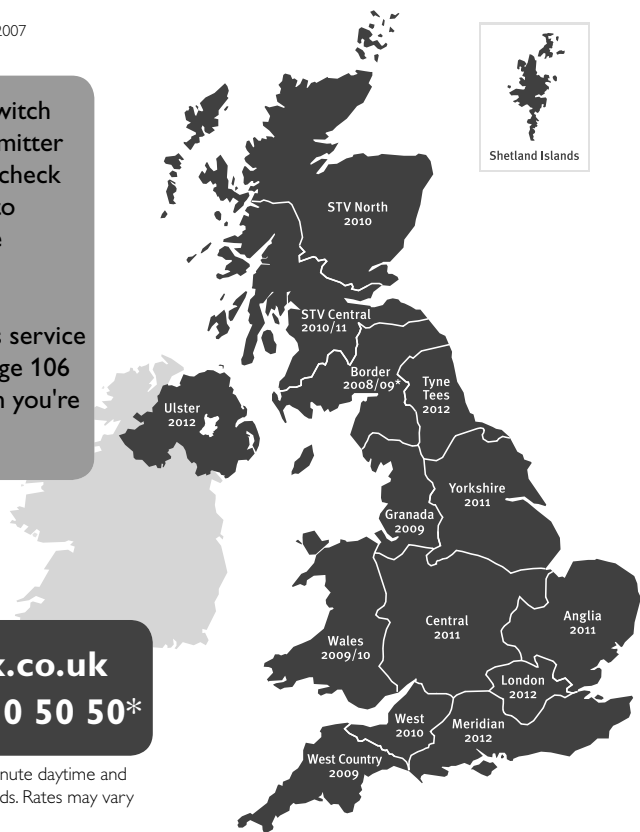 2007
witch
mitter
check
to
e
s service
ge 106
n you're
k.co.uk
0 50 50*
nute daytime and
ds. Rates may vary
Shetland Islands
STV North
2010
STV Central
2010/11
Border
2008/09*
Tyne
Tees
2012
Ulster
2012
Yorkshire
2011
Granada
2009
Central
2011
Anglia
2011
Wales
2009/10
London
2012
West
2010
Meridian
2012
West Country
2009